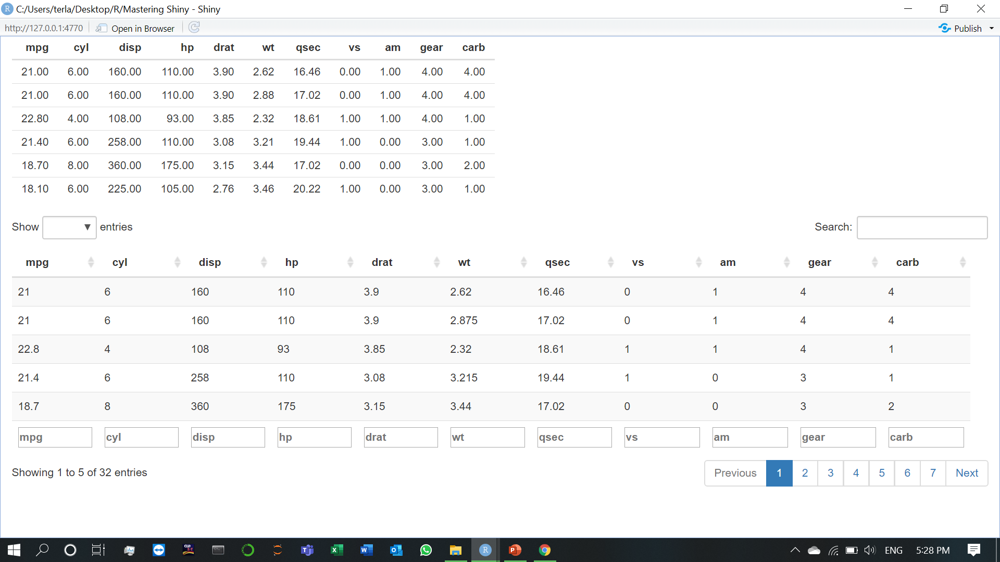 C:/Users/terla/Desktop/R/Mastering Shiny - Shiny
http://127.0.0.1:4770 Open in Browser Publish
mpg cyl disp hp drat wt qsec vs am gear carb
21.00 6.00 160.00 110.00 3.90 2.62 16.46 0.00 1.00 4.00 4.00
21.00 6.00 160.00 110.00 3.90 2.88 17.02 0.00 1.00 4.00 4.00
22.80 4.00 108.00 93.00 3.85 2.32 18.61 1.00 1.00 4.00 1.00
21.40 6.00 258.00 110.00 3.08 3.21 19.44 1.00 0.00 3.00 1.00
18.70 8.00 360.00 175.00 3.15 3.44 17.02 0.00 0.00 3.00 2.00
18.10 6.00 225.00 105.00 2.76 3.46 20.22 1.00 0.00 3.00 1.00
Show entries Search:
mpg cyl disp hp drat wt qsec vs am gear carb
21 6 160 110 3.9 2.62 16.46 0 1 4 4
21 6 160 110 3.9 2.875 17.02 0 1 4 4
22.8 4 108 93 3.85 2.32 18.61 1 1 4 1
21.4 6 258 110 3.08 3.215 19.44 1 0 3 1
18.7 8 360 175 3.15 3.44 17.02 0 0 3 2
mpg cyl disp hp drat wt qsec vs am gear carb
Showing 1 to 5 of 32 entries Previous 1 2 3 4 5 6 7 Next
ENG 5:28 PM